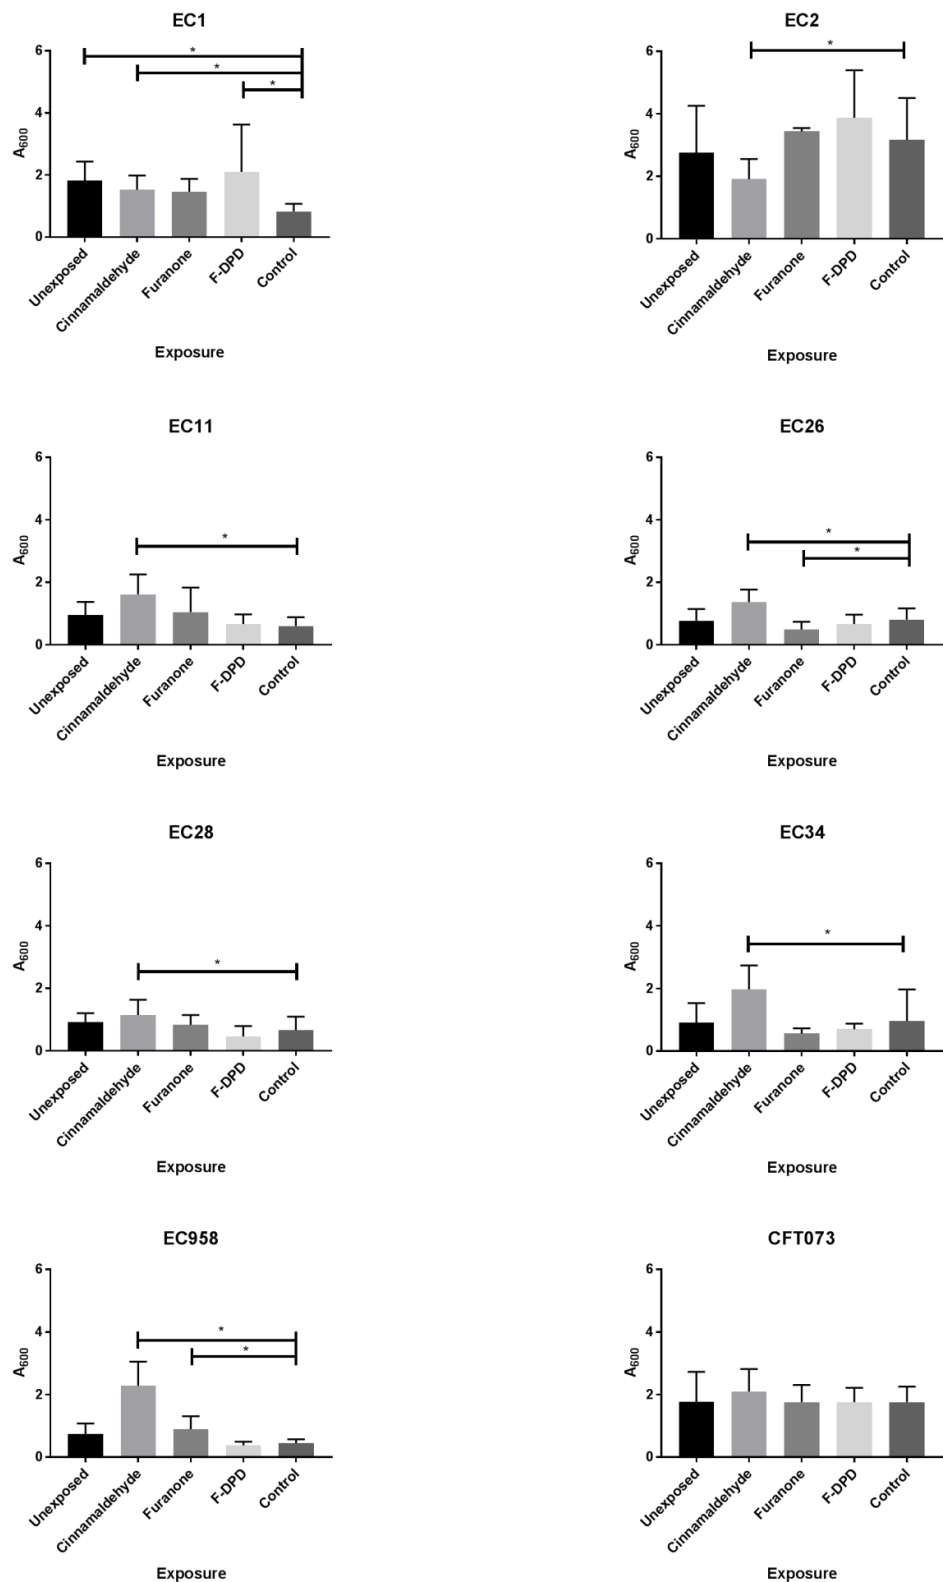 EC1
*
*
*
6
4
2
0
A600
Unexposed
Cinnamaldehyde
Furanone
F-DPD
Control
Exposure
EC2
*
6
4
2
0
A600
Unexposed
Cinnamaldehyde
Furanone
F-DPD
Control
Exposure
EC11
*
6
4
2
0
A600
Unexposed
Cinnamaldehyde
Furanone
F-DPD
Control
Exposure
EC26
*
*
6
4
2
0
A600
Unexposed
Cinnamaldehyde
Furanone
F-DPD
Control
Exposure
EC28
*
6
4
2
0
A600
Unexposed
Cinnamaldehyde
Furanone
F-DPD
Control
Exposure
EC34
*
6
4
2
0
A600
Unexposed
Cinnamaldehyde
Furanone
F-DPD
Control
Exposure
EC958
*
*
6
4
2
0
A600
Unexposed
Cinnamaldehyde
Furanone
F-DPD
Control
Exposure
CFT073
6
4
2
0
A600
Unexposed
Cinnamaldehyde
Furanone
F-DPD
Control
Exposure